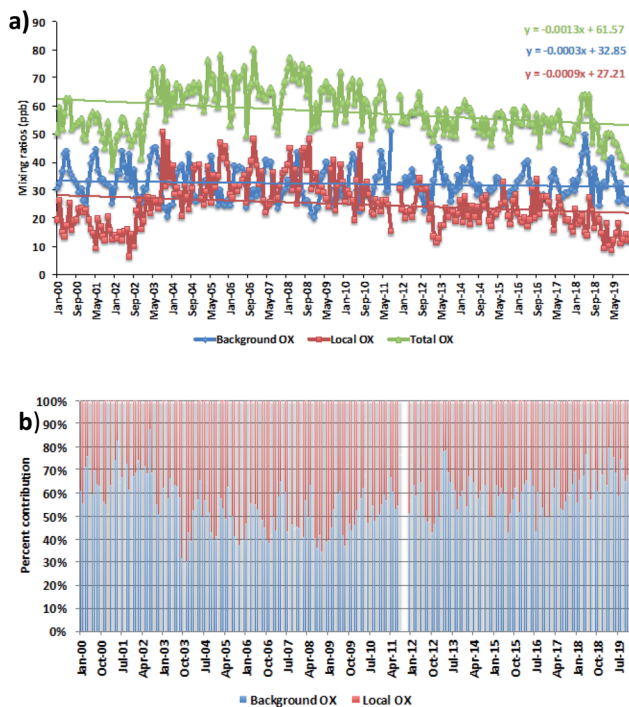 a)
y = -0.0013x + 61.57
y = -0.0003x + 32.85
y = -0.0009x + 27.21
Mixing ratios (ppb)
90
80
70
60
50
40
30
20
10
0
Jan-00
Sep-00
May-01
Jan-02
Sep-02
May-03
Jan-04
Sep-04
May-05
Jan-06
Sep-06
May-07
Jan-08
Sep-08
May-09
Jan-10
Sep-10
May-11
Jan-12
Sep-12
May-13
Jan-14
Sep-14
May-15
Jan-16
Sep-16
May-17
Jan-18
Sep-18
May-19
Background OX Local OX Total OX
b)
Percent contribution
100%
90%
80%
70%
60%
50%
40%
30%
20%
10%
0%
Jan-00
Oct-00
Jul-01
Apr-02
Jan-03
Oct-03
Jul-04
Apr-05
Jan-06
Oct-06
Jul-07
Apr-08
Jan-09
Oct-09
Jul-10
Apr-11
Jan-12
Oct-12
Jul-13
Apr-14
Jan-15
Oct-15
Jul-16
Apr-17
Jan-18
Oct-18
Jul-19
Background OX Local OX